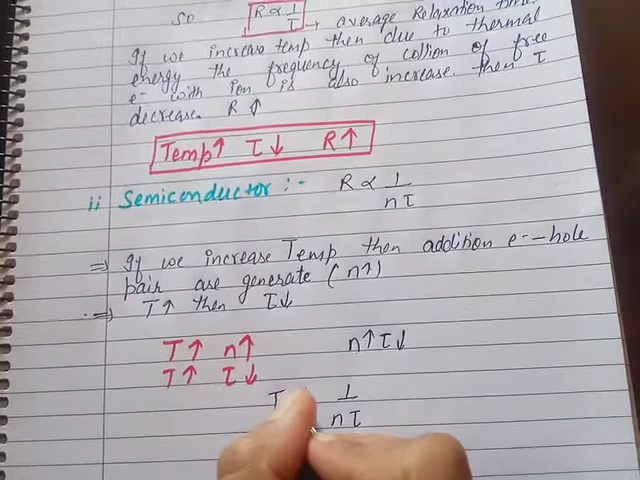 So R ∝ 1/τ → average Relaxation time
If we increase temp then due to thermal
energy the frequency of collion of free
e- with ion is also increase. then τ
decrease. R ↑
Temp↑ τ↓ R↑
ii Semiconductor :- R ∝ 1/nτ
⇒ If we increase Temp then addition e--hole
pair are generate (n↑)
⇒ T↑ then τ↓
T↑ n↑ n↑ τ↓
T↑ τ↓
1/nτ